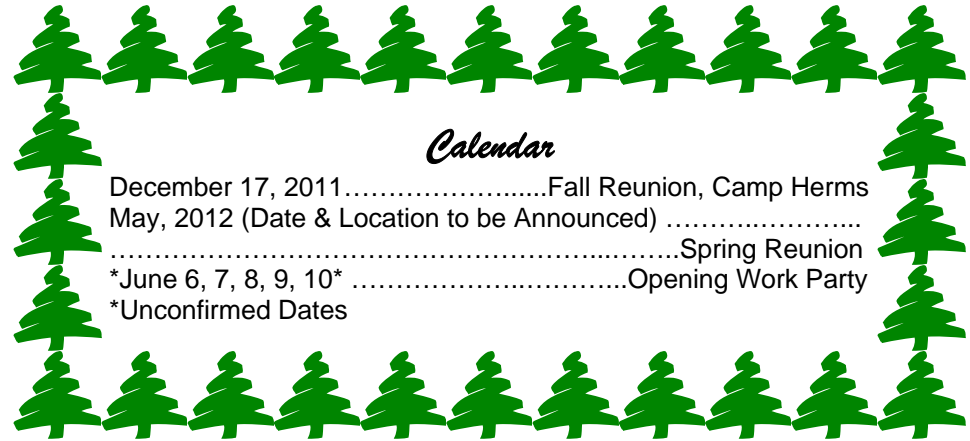 Calendar
December 17, 2011…………………......Fall Reunion, Camp Herms
May, 2012 (Date & Location to be Announced) ………..………...
………………………………………………...……..Spring Reunion
*June 6, 7, 8, 9, 10* ………………..………...Opening Work Party
*Unconfirmed Dates